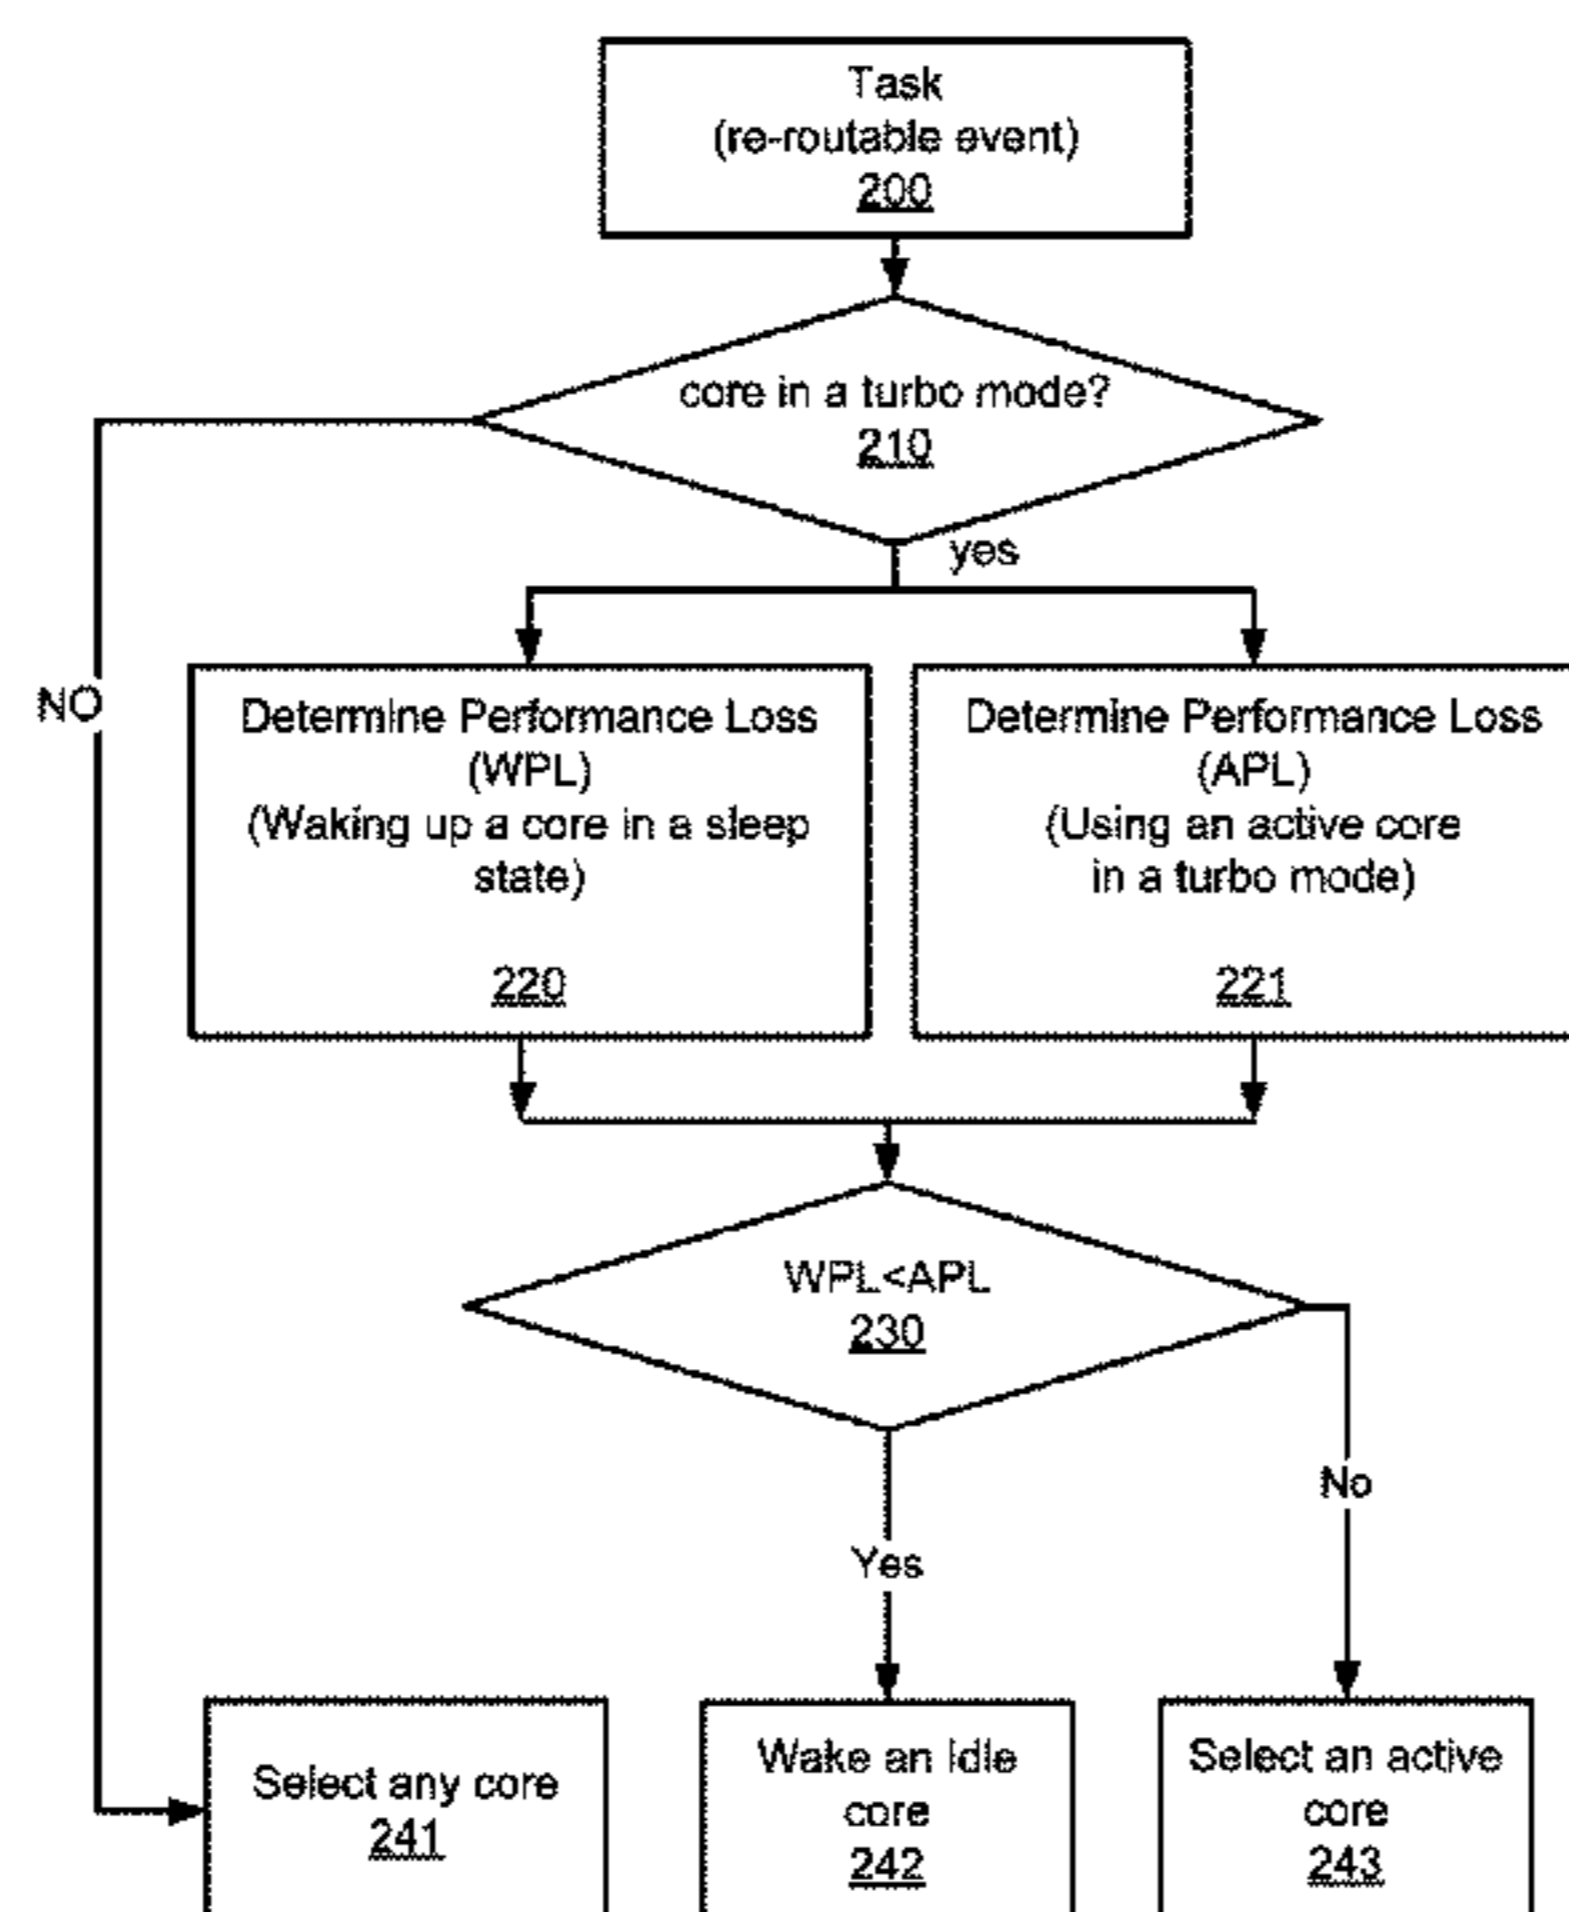 Task
(re-routable event)
200
core in a turbo mode?
210
yes
NO
Determine Performance Loss
(WPL)
(Waking up a core in a sleep
state)
220
Determine Performance Loss
(APL)
(Using an active core
in a turbo mode)
221
WPL<APL
230
No
Yes
Select any core
241
Wake an Idle
core
242
Select an active
core
243